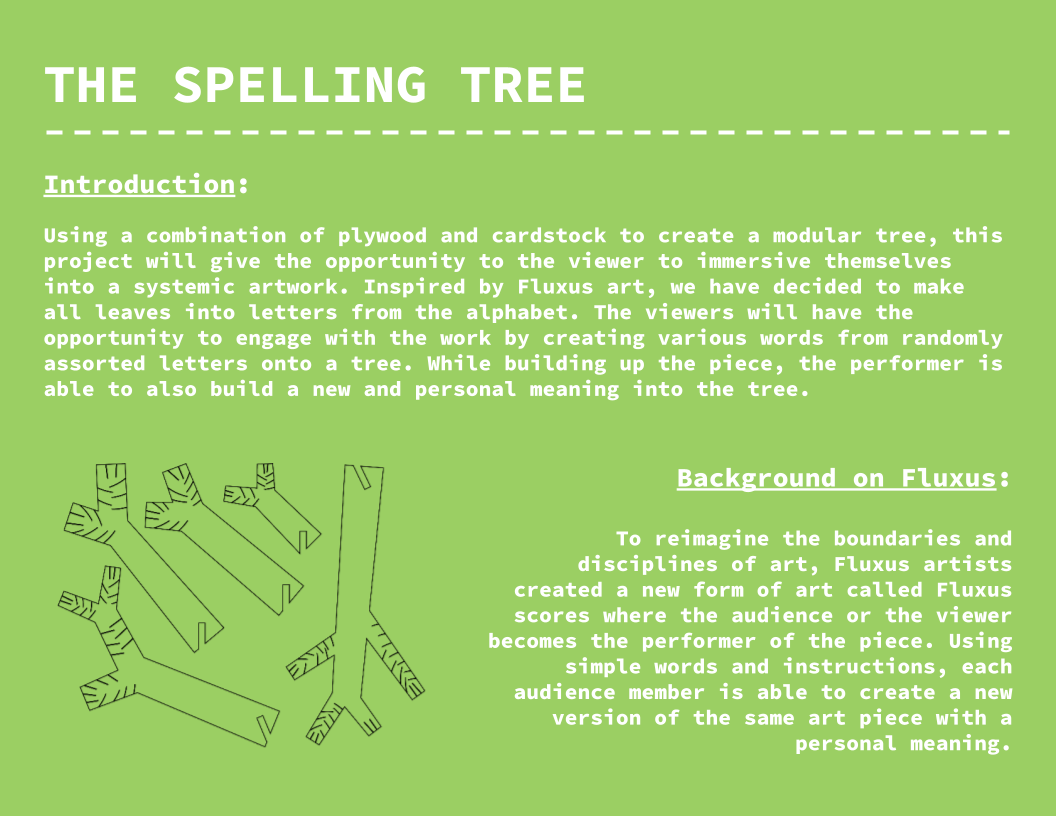 THE SPELLING TREE
Introduction:
Using a combination of plywood and cardstock to create a modular tree, this
project will give the opportunity to the viewer to immersive themselves
into a systemic artwork. Inspired by Fluxus art, we have decided to make
all leaves into letters from the alphabet. The viewers will have the
opportunity to engage with the work by creating various words from randomly
assorted letters onto a tree. While building up the piece, the performer is
able to also build a new and personal meaning into the tree.
Background on Fluxus:
To reimagine the boundaries and
disciplines of art, Fluxus artists
created a new form of art called Fluxus
scores where the audience or the viewer
becomes the performer of the piece. Using
simple words and instructions, each
audience member is able to create a new
version of the same art piece with a
personal meaning.